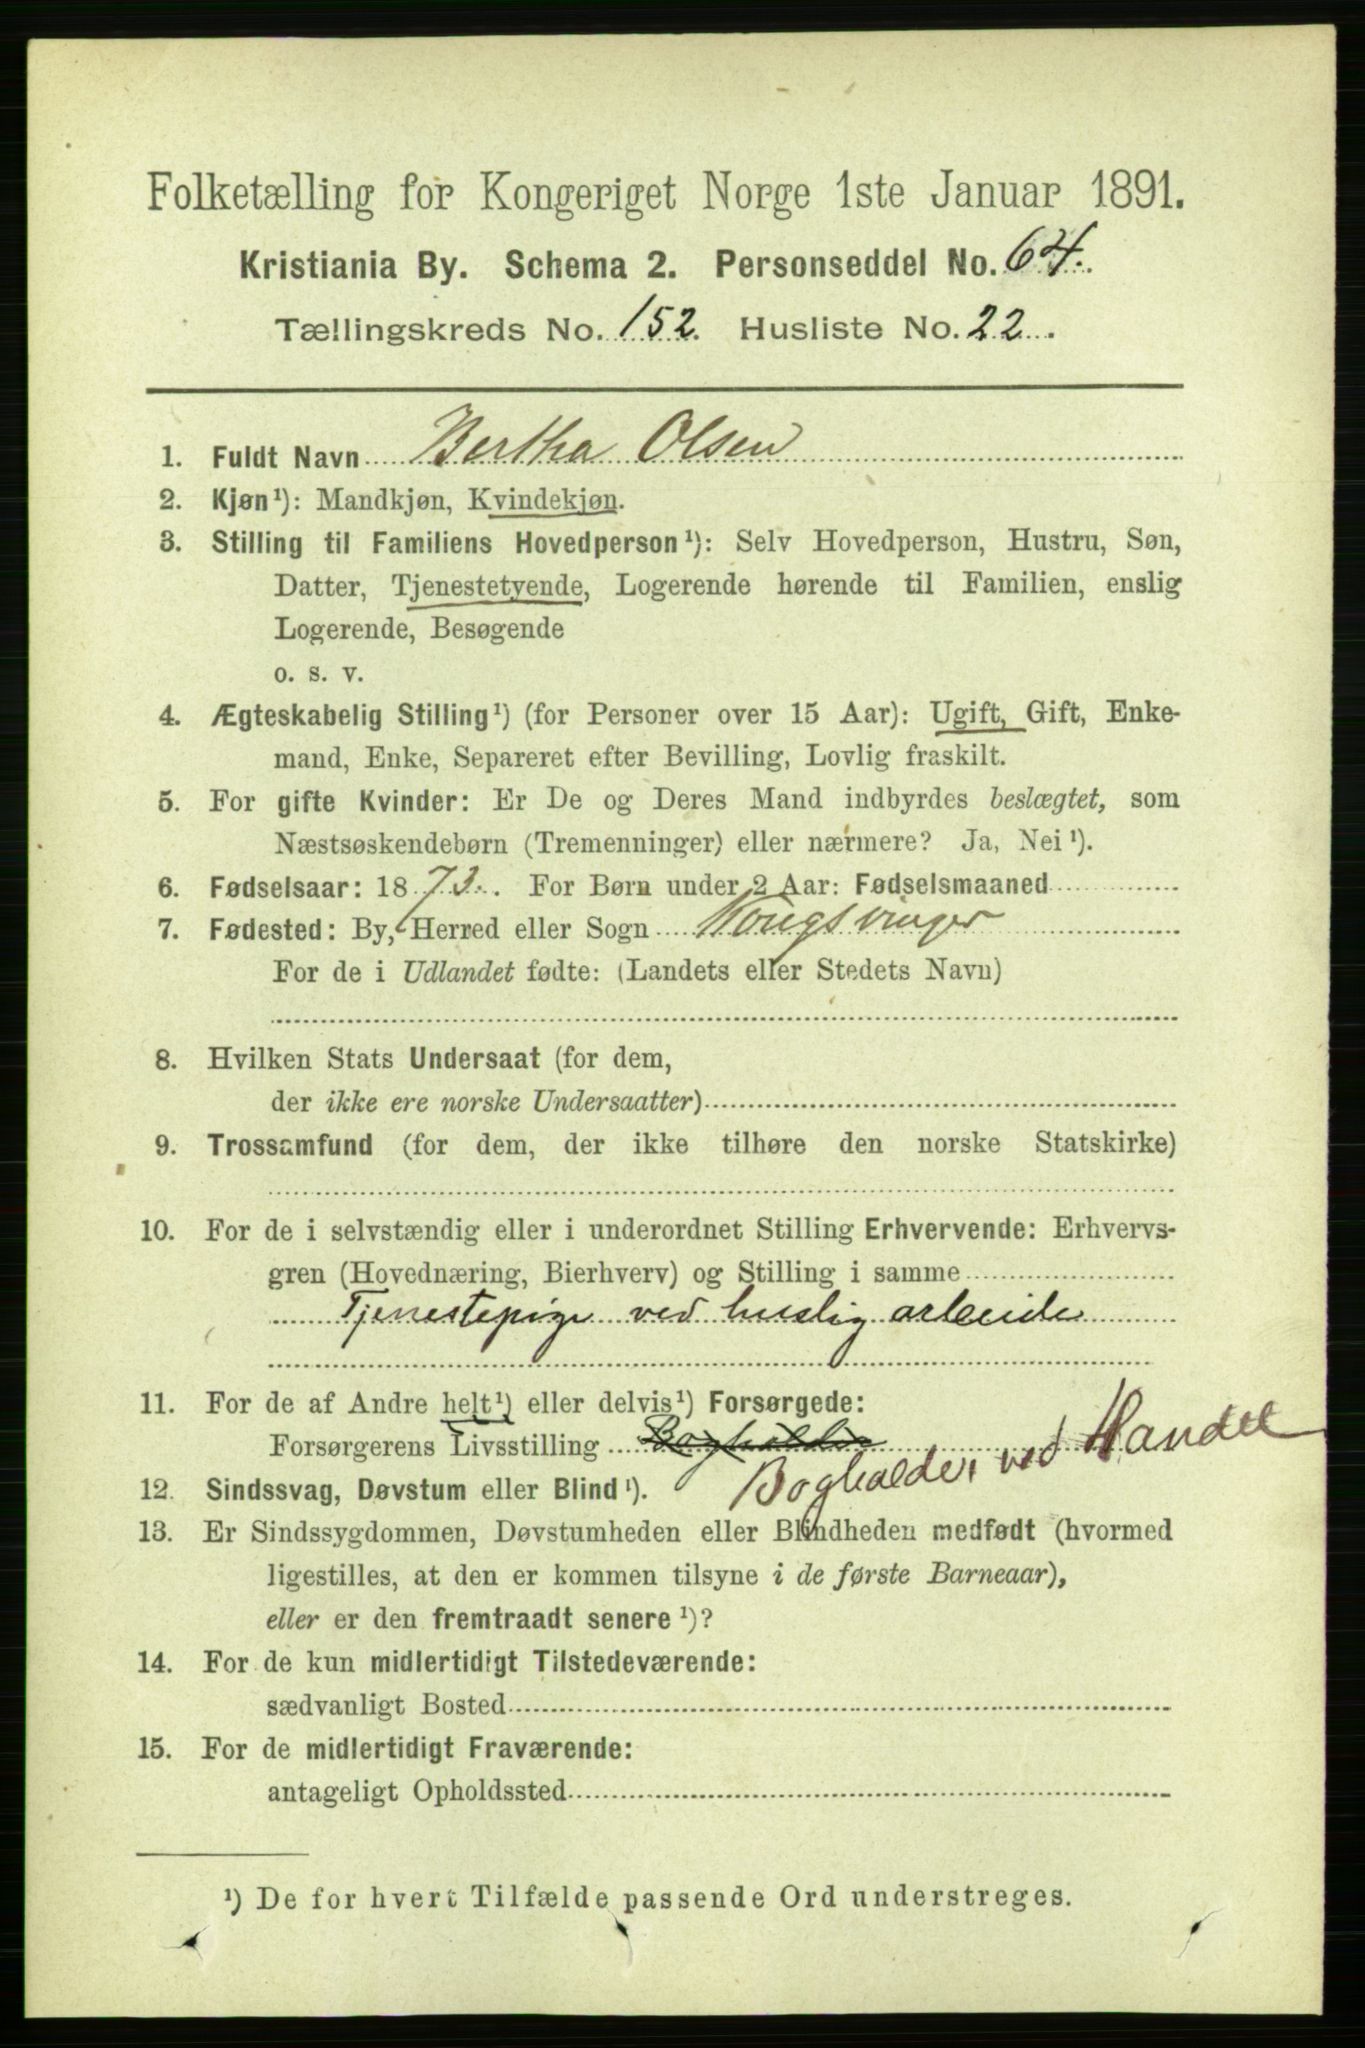 Folketælling for Kongeriget Norge 1ste Januar 1891.
Kristiania By. Schema 2. Personseddel No. 64.
Tællingskreds No. 152. Husliste No. 22.
1. Fuldt Navn Bertha Olsen
2. Kjøn¹): Mandkjøn, Kvindekjøn.
3. Stilling til Familiens Hovedperson¹): Selv Hovedperson, Hustru, Søn,
Datter, Tjenestetyende, Logerende hørende til Familien, enslig
Logerende, Besøgende
o. s. v.
4. Ægteskabelig Stilling¹) (for Personer over 15 Aar): Ugift, Gift, Enke-
mand, Enke, Separeret efter Bevilling, Lovlig fraskilt.
5. For gifte Kvinder: Er De og Deres Mand indbyrdes beslægtet, som
Næstsøskendebørn (Tremenninger) eller nærmere? Ja, Nei¹).
6. Fødselsaar: 1873. For Børn under 2 Aar: Fødselsmaaned
7. Fødested: By, Herred eller Sogn Kongsvinger
For de i Udlandet fødte: (Landets eller Stedets Navn)
8. Hvilken Stats Undersaat (for dem,
der ikke ere norske Undersaatter)
9. Trossamfund (for dem, der ikke tilhøre den norske Statskirke)
10. For de i selvstændig eller i underordnet Stilling Erhvervende: Erhvervs-
gren (Hovednæring, Bierhverv) og Stilling i samme
Tjenestepige ved huslig arbeide
11. For de af Andre helt¹) eller delvis¹) Forsørgede:
Forsørgerens Livsstilling Bogholder
Bogholder ved Handel
12. Sindssvag, Døvstum eller Blind¹).
13. Er Sindssygdommen, Døvstumheden eller Blindheden medfødt (hvormed
ligestilles, at den er kommen tilsyne i de første Barneaar),
eller er den fremtraadt senere¹)?
14. For de kun midlertidigt Tilstedeværende:
sædvanligt Bosted
15. For de midlertidigt Fraværende:
antageligt Opholdssted
¹) De for hvert Tilfælde passende Ord understreges.